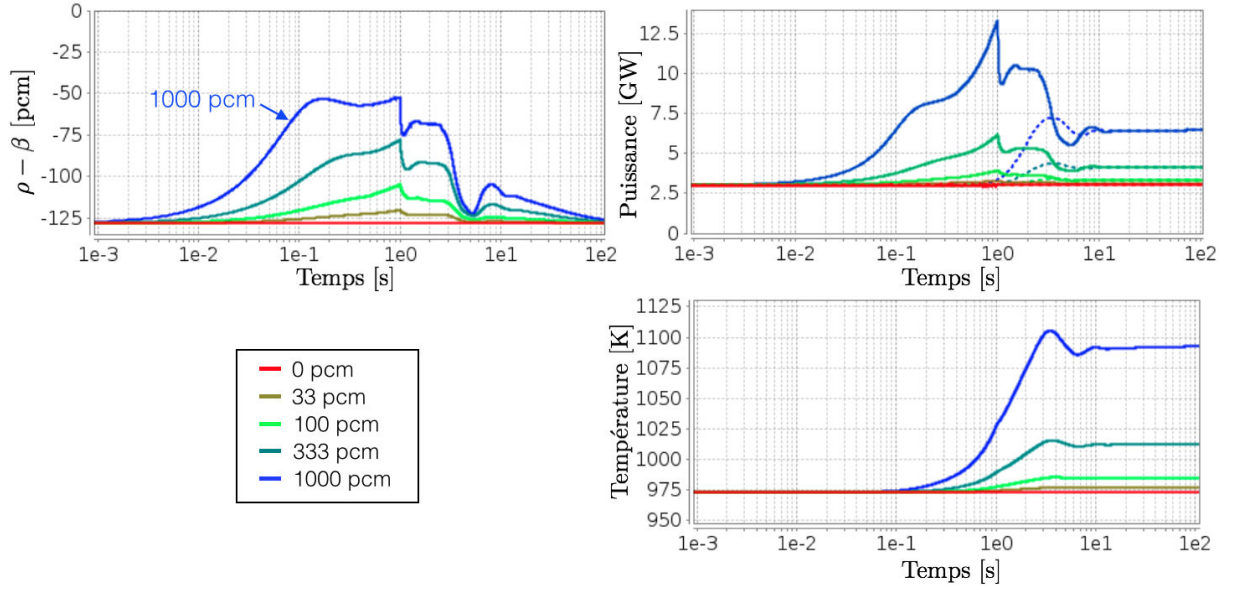 0
-25
-50
-75
-100
-125
ρ − β [pcm]
1000 pcm
1e-3 1e-2 1e-1 1e0 1e1 1e2
Temps [s]
12.5
10
7.5
5
2.5
0
Puissance [GW]
1e-3 1e-2 1e-1 1e0 1e1 1e2
Temps [s]
0 pcm
33 pcm
100 pcm
333 pcm
1000 pcm
1125
1100
1075
1050
1025
1000
975
950
Température [K]
1e-3 1e-2 1e-1 1e0 1e1 1e2
Temps [s]